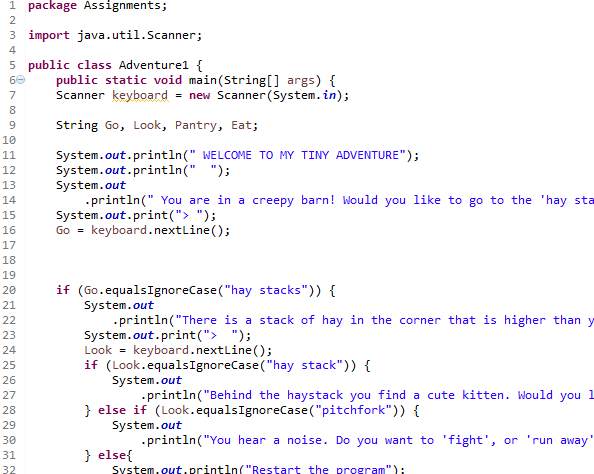 1 package Assignments;
2
3 import java.util.Scanner;
4
5 public class Adventure1 {
6 public static void main(String[] args) {
7 Scanner keyboard = new Scanner(System.in);
8
9 String Go, Look, Pantry, Eat;
10
11 System.out.println(" WELCOME TO MY TINY ADVENTURE");
12 System.out.println("  ");
13 System.out
14 .println(" You are in a creepy barn! Would you like to go to the 'hay sta
15 System.out.print("> ");
16 Go = keyboard.nextLine();
17
18
19
20 if (Go.equalsIgnoreCase("hay stacks")) {
21 System.out
22 .println("There is a stack of hay in the corner that is higher than y
23 System.out.print(">  ");
24 Look = keyboard.nextLine();
25 if (Look.equalsIgnoreCase("hay stack")) {
26 System.out
27 .println("Behind the haystack you find a cute kitten. Would you l
28 } else if (Look.equalsIgnoreCase("pitchfork")) {
29 System.out
30 .println("You hear a noise. Do you want to 'fight', or 'run away'
31 } else{
32 System.out.println("Restart the program");